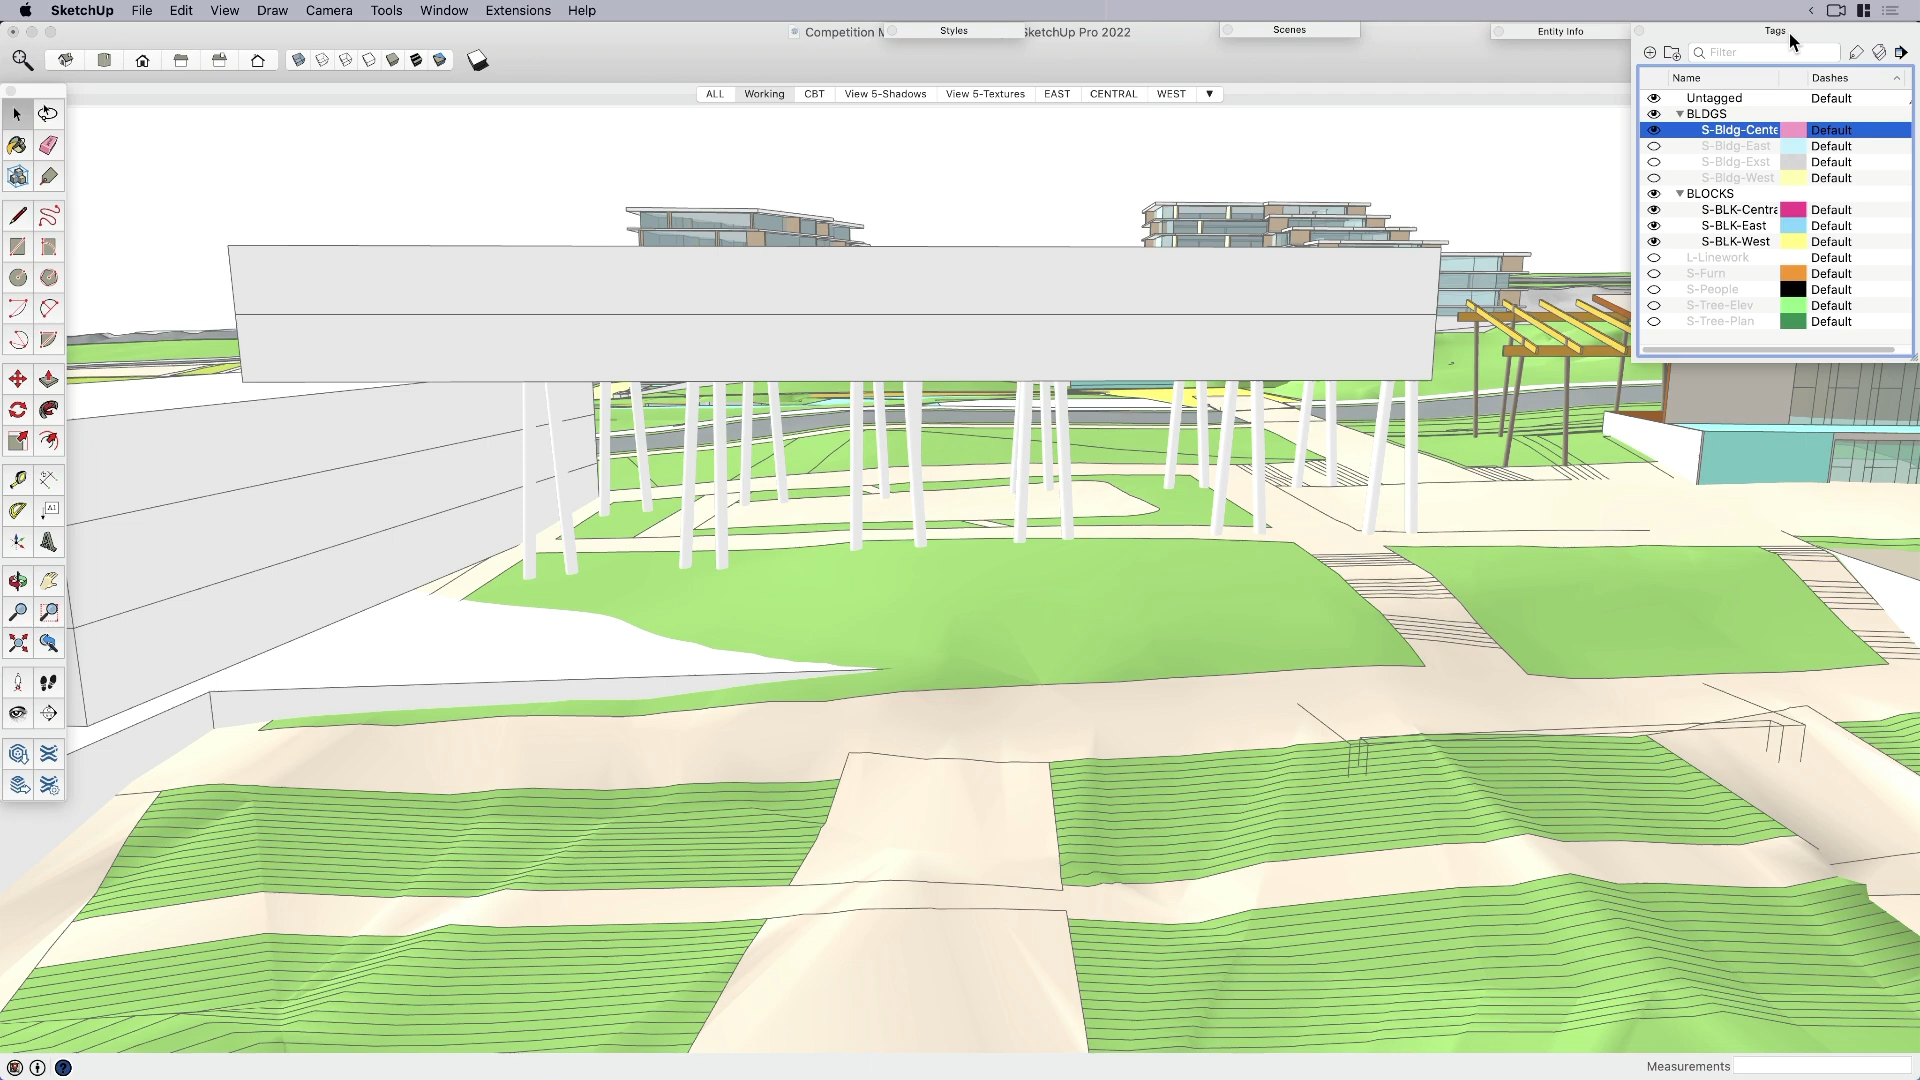 SketchUp File Edit View Draw Camera Tools Window Extensions Help
Competition M
SketchUp Pro 2022
Styles
Scenes
Entity Info
Tags
Filter
Name Dashes
ALL Working CBT View 5-Shadows View 5-Textures EAST CENTRAL WEST
Untagged Default
BLDGS
S-Bldg-Cente Default
S-Bldg-East Default
S-Bldg-Exst Default
S-Bldg-West Default
BLOCKS
S-BLK-Centra Default
S-BLK-East Default
S-BLK-West Default
L-Linework Default
S-Furn Default
S-People Default
S-Tree-Elev Default
S-Tree-Plan Default
A1
Measurements